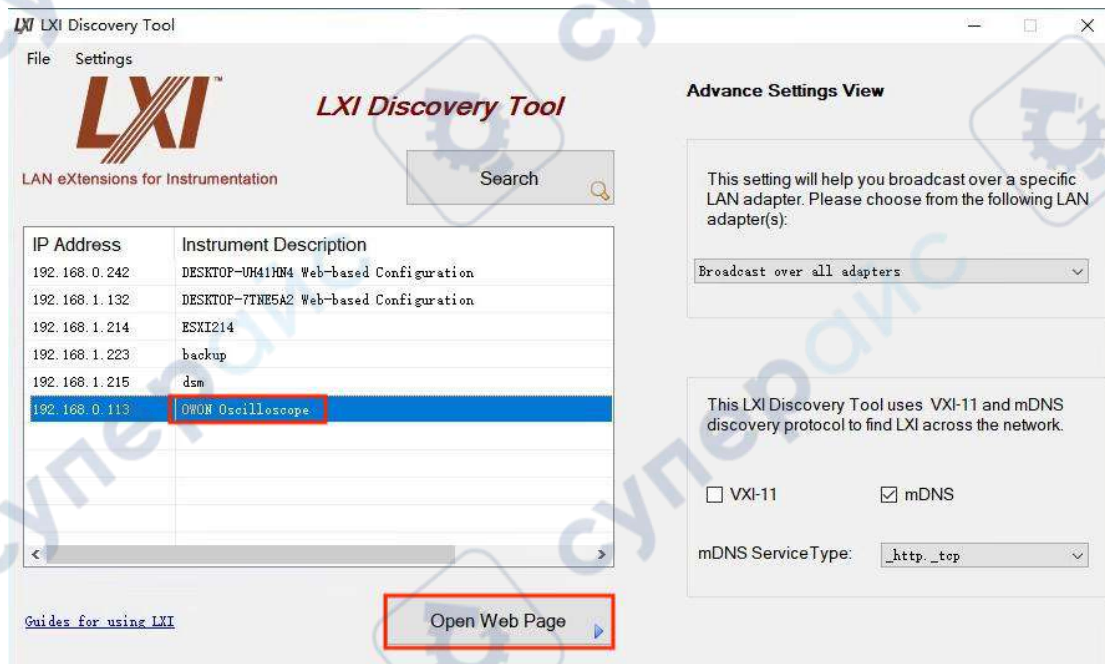 LXI LXI Discovery Tool
File Settings
LXI™
LAN eXtensions for Instrumentation
LXI Discovery Tool
Search
IP Address Instrument Description
192.168.0.242 DESKTOP-UH41HN4 Web-based Configuration
192.168.1.132 DESKTOP-7TNE5A2 Web-based Configuration
192.168.1.214 ESXI214
192.168.1.223 backup
192.168.1.215 dsm
192.168.0.113 OWON Oscilloscope
Guides for using LXI
Open Web Page
Advance Settings View
This setting will help you broadcast over a specific
LAN adapter. Please choose from the following LAN
adapter(s):
Broadcast over all adapters
This LXI Discovery Tool uses VXI-11 and mDNS
discovery protocol to find LXI across the network.
VXI-11 mDNS
mDNS ServiceType: _http._tcp
суперайс
суперайс